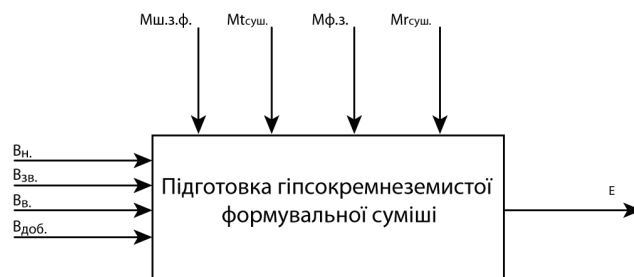 Мш.з.ф. Мtсуш. Мф.з. Мrсуш.
Вн.
Взв.
Вв.
Вдоб.
Підготовка гіпсокремнеземистої
формувальної суміші
Е